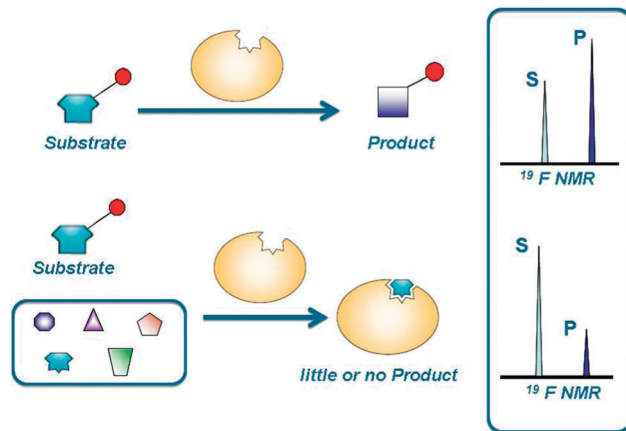 Substrate
Product
S
P
¹⁹ F NMR
Substrate
little or no Product
S
P
¹⁹ F NMR